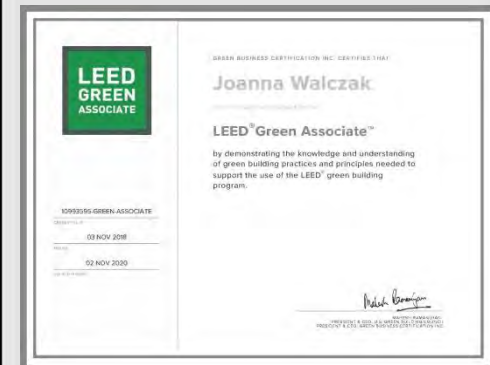 LEED
GREEN
ASSOCIATE
10993595-GREEN-ASSOCIATE
03 NOV 2018
02 NOV 2020
GREEN BUSINESS CERTIFICATION INC. CERTIFIES THAT
Joanna Walczak
LEED® Green Associate™
by demonstrating the knowledge and understanding
of green building practices and principles needed to
support the use of the LEED® green building
program.